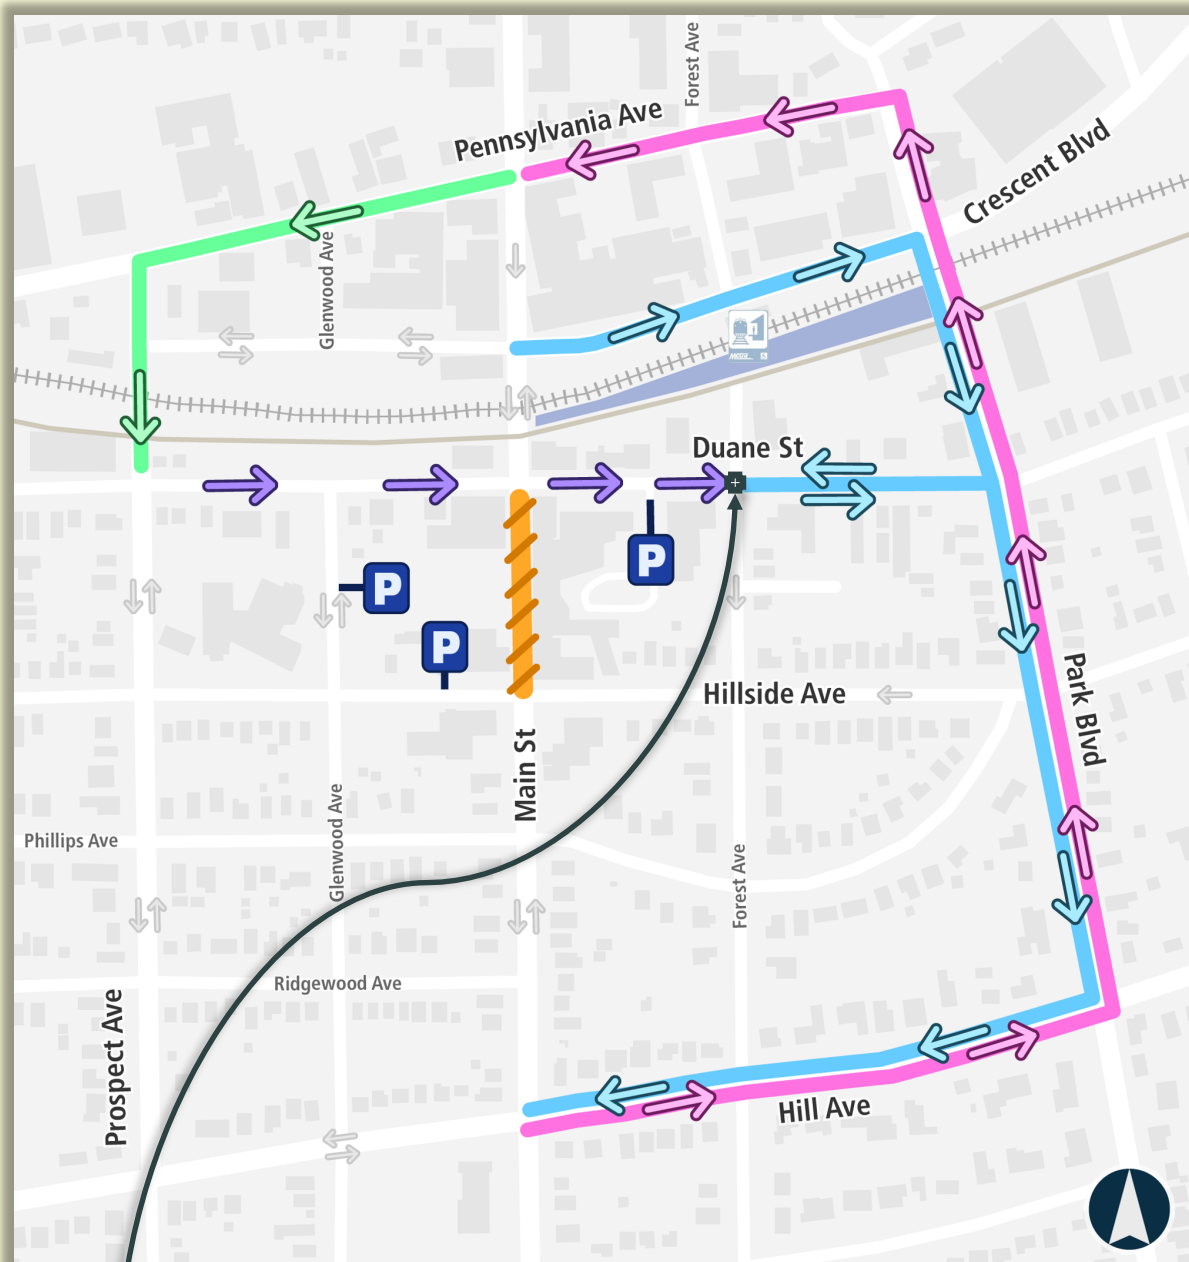 Forest Ave
Pennsylvania Ave
Crescent Blvd
Glenwood Ave
Duane St
P
P
P
Hillside Ave
Park Blvd
Main St
Phillips Ave
Glenwood Ave
Forest Ave
Ridgewood Ave
Prospect Ave
Hill Ave